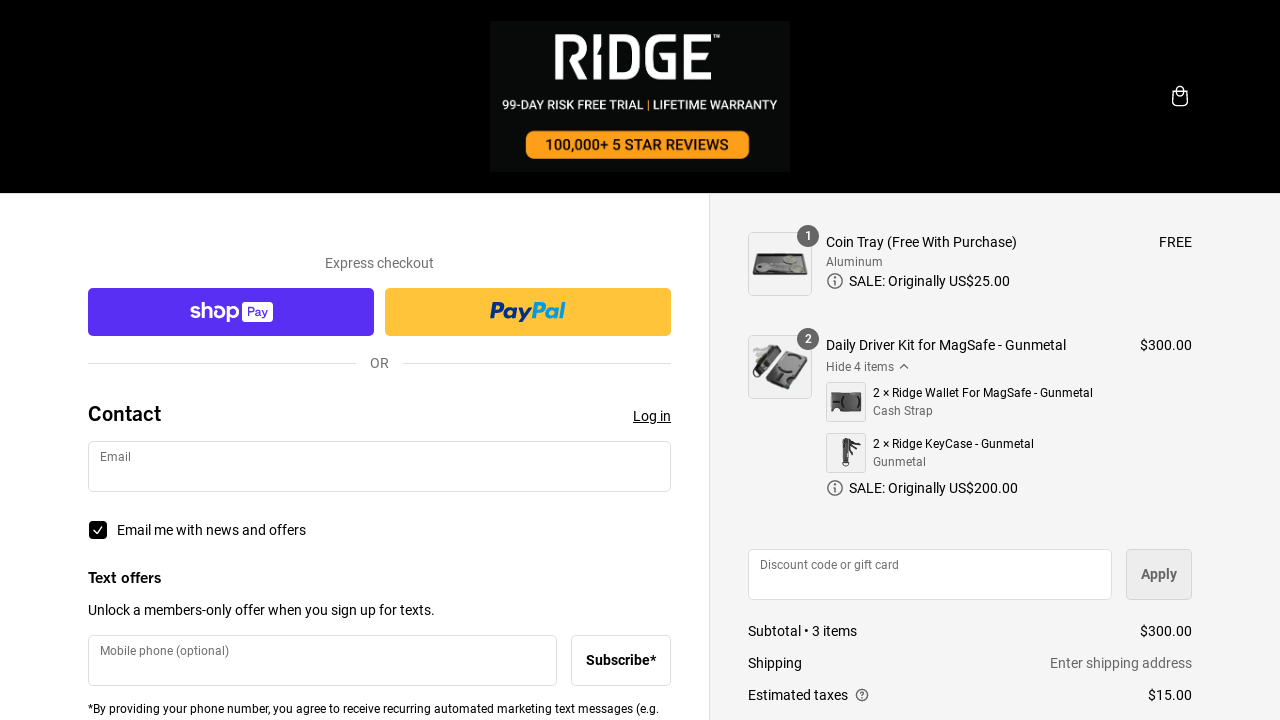 RIDGE™
99-DAY RISK FREE TRIAL | LIFETIME WARRANTY
100,000+ 5 STAR REVIEWS
Express checkout
shop Pay
PayPal
OR
Contact
Log in
Email
Email me with news and offers
Text offers
Unlock a members-only offer when you sign up for texts.
Mobile phone (optional)
Subscribe*
*By providing your phone number, you agree to receive recurring automated marketing text messages (e.g.
1
Coin Tray (Free With Purchase)
FREE
Aluminum
SALE: Originally US$25.00
2
Daily Driver Kit for MagSafe - Gunmetal
$300.00
Hide 4 items
2 × Ridge Wallet For MagSafe - Gunmetal
Cash Strap
2 × Ridge KeyCase - Gunmetal
Gunmetal
SALE: Originally US$200.00
Discount code or gift card
Apply
Subtotal • 3 items
$300.00
Shipping
Enter shipping address
Estimated taxes
$15.00